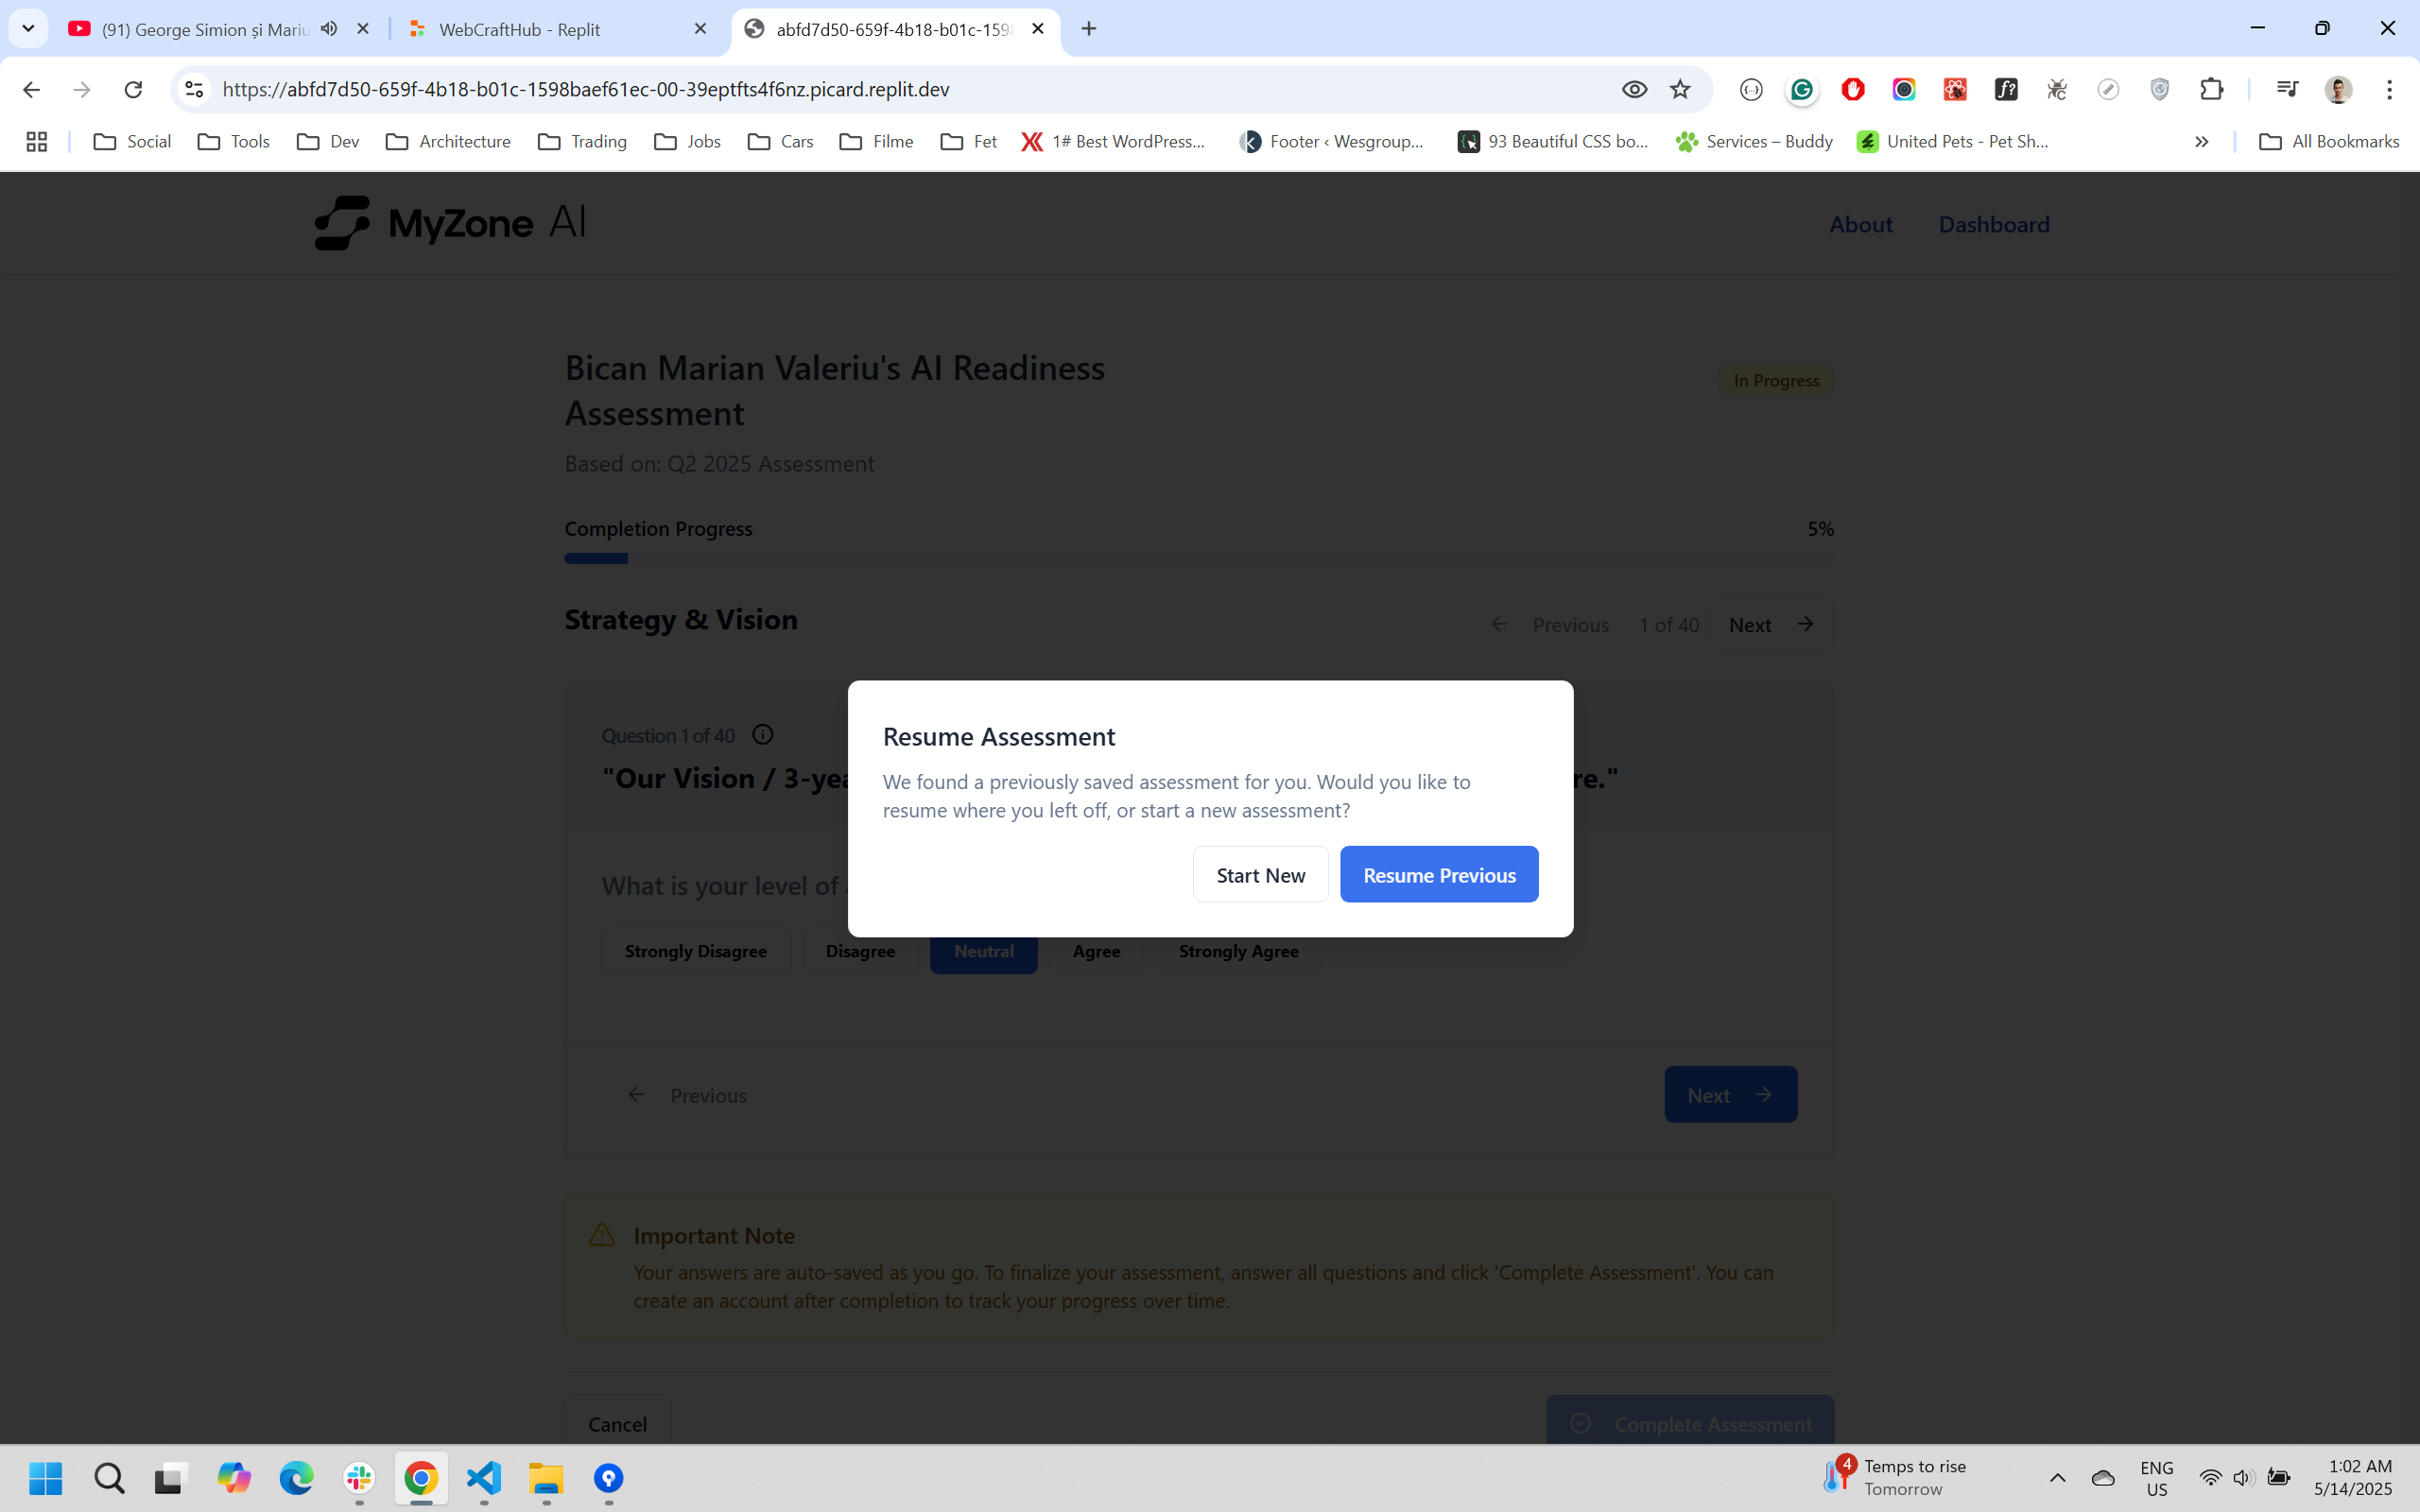 (91) George Simion și Mariu
WebCraftHub - Replit
abfd7d50-659f-4b18-b01c-159
https://abfd7d50-659f-4b18-b01c-1598baef61ec-00-39eptfts4f6nz.picard.replit.dev
Social
Tools
Dev
Architecture
Trading
Jobs
Cars
Filme
Fet
1# Best WordPress...
Footer ‹ Wesgroup...
93 Beautiful CSS bo...
Services – Buddy
United Pets - Pet Sh...
All Bookmarks
MyZone AI
About
Dashboard
Bican Marian Valeriu's AI Readiness
Assessment
In Progress
Based on: Q2 2025 Assessment
Completion Progress
5%
Strategy & Vision
Previous
1 of 40
Next
Question 1 of 40
"Our Vision / 3-yea
re."
Resume Assessment
We found a previously saved assessment for you. Would you like to
resume where you left off, or start a new assessment?
Start New
Resume Previous
What is your level of
Strongly Disagree
Disagree
Neutral
Agree
Strongly Agree
Previous
Next
Important Note
Your answers are auto-saved as you go. To finalize your assessment, answer all questions and click 'Complete Assessment'. You can
create an account after completion to track your progress over time.
Cancel
Complete Assessment
4
Temps to rise
Tomorrow
ENG
US
1:02 AM
5/14/2025